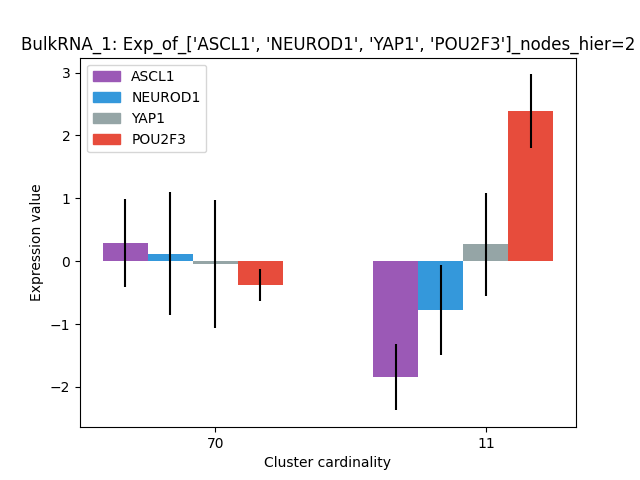 BulkRNA_1: Exp_of_['ASCL1', 'NEUROD1', 'YAP1', 'POU2F3']_nodes_hier=2
ASCL1
NEUROD1
YAP1
POU2F3
Expression value
3
2
1
0
−1
−2
70
11
Cluster cardinality